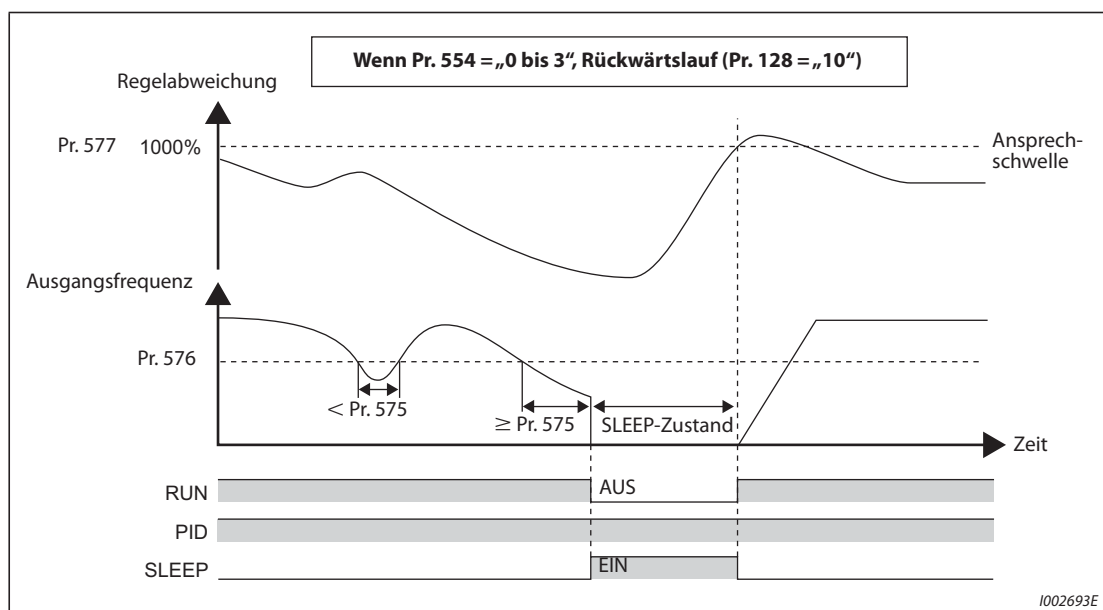 Wenn Pr. 554 = „0 bis 3“, Rückwärtslauf (Pr. 128 = „10“)
Regelabweichung
Pr. 577 1000%
Ansprech-
schwelle
Ausgangsfrequenz
Pr. 576
< Pr. 575
≥ Pr. 575
SLEEP-Zustand
Zeit
RUN
AUS
PID
SLEEP
EIN
I002693E